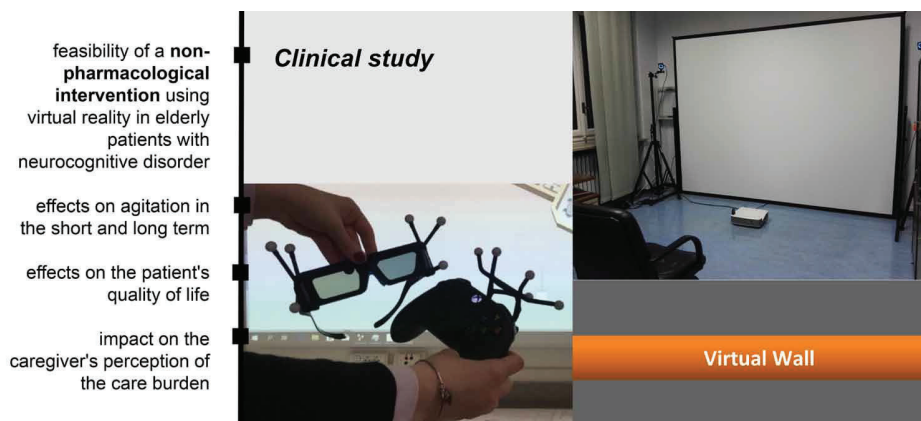 feasibility of a non-
pharmacological
intervention using
virtual reality in elderly
patients with
neurocognitive disorder
effects on agitation in
the short and long term
effects on the patient's
quality of life
impact on the
caregiver's perception of
the care burden
Clinical study
Virtual Wall